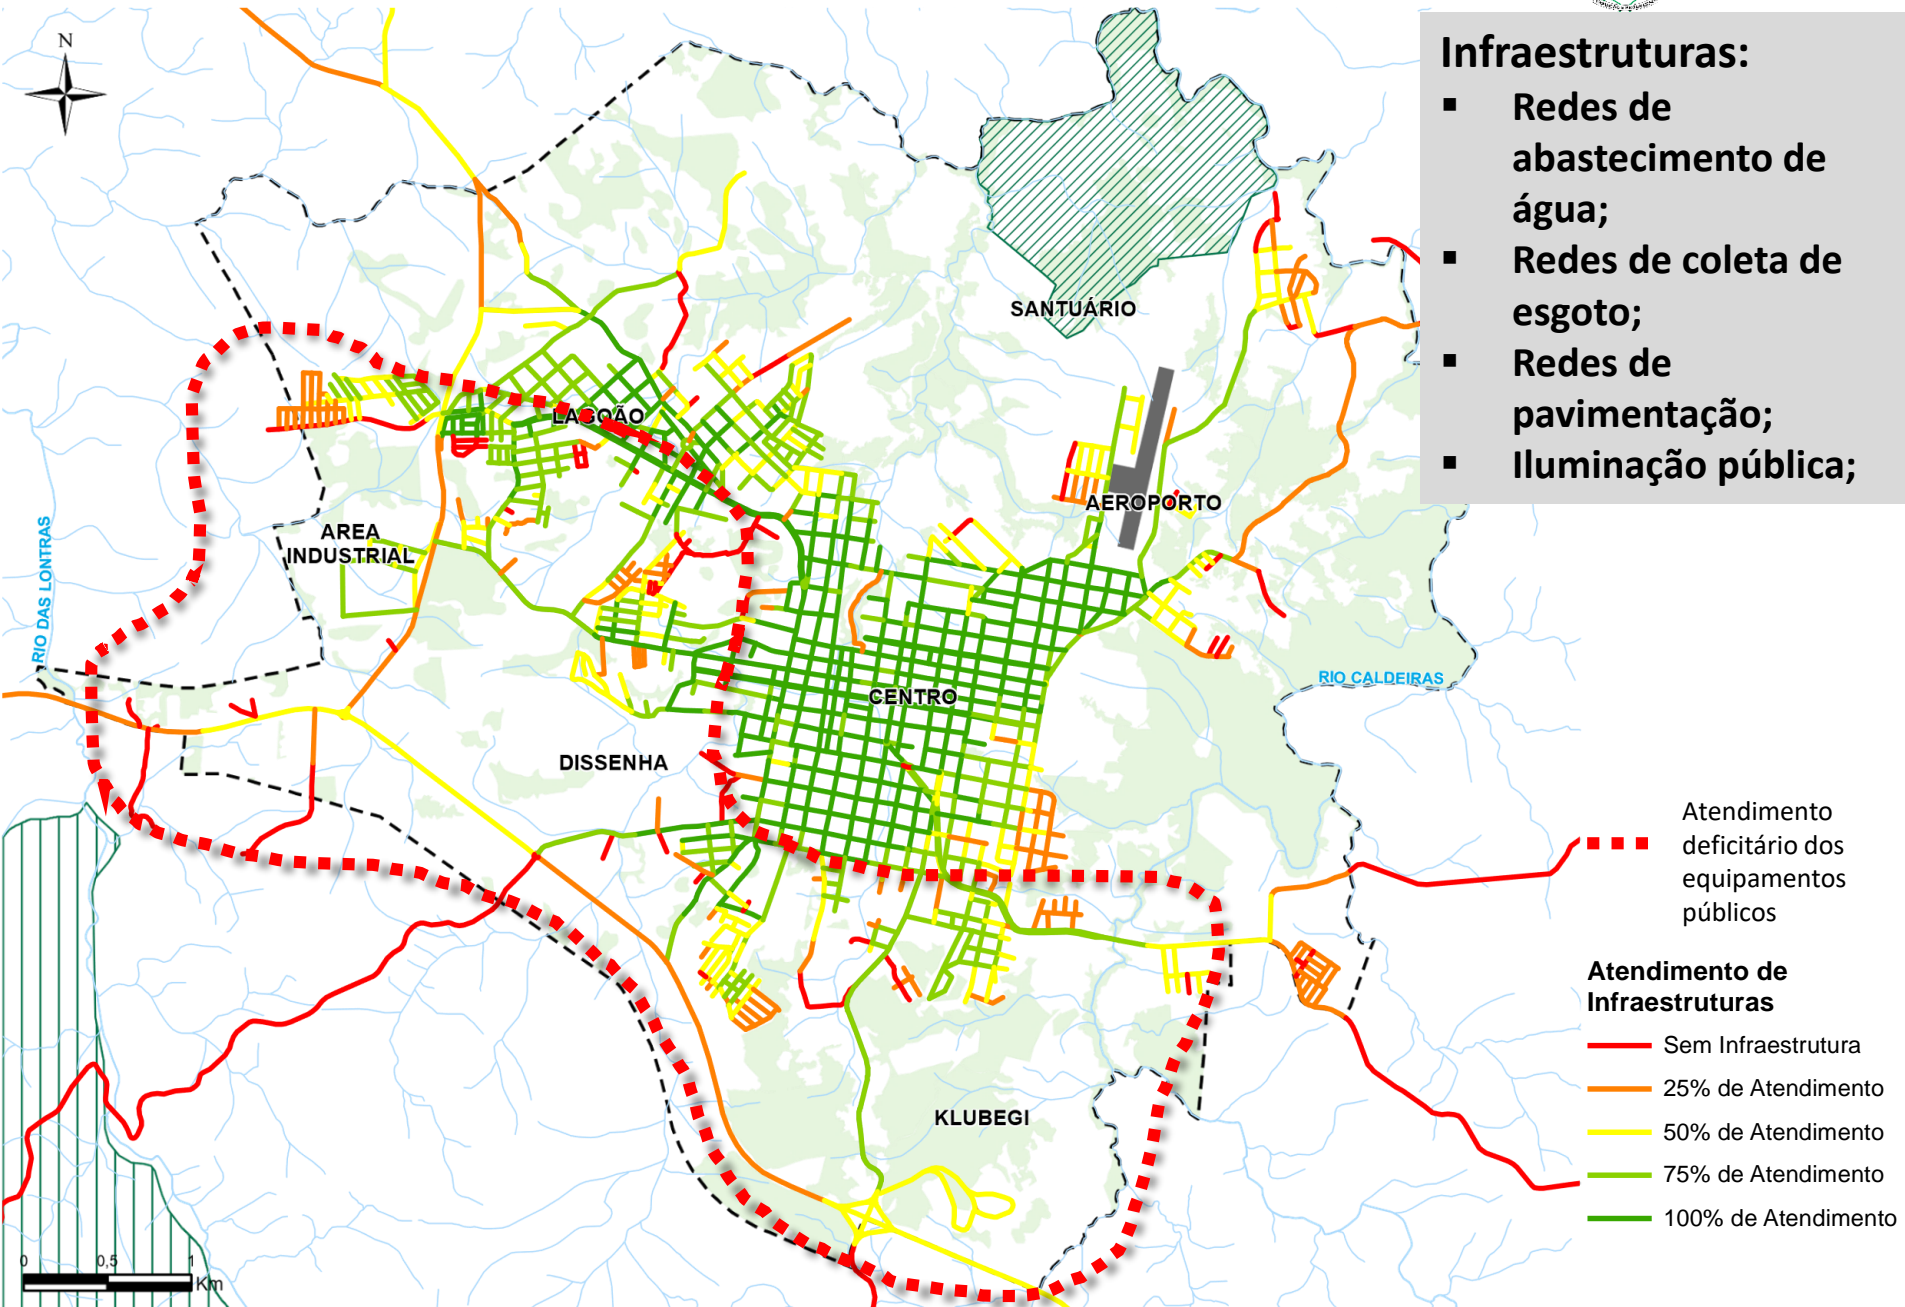 Infraestruturas:
▪ Redes de
abastecimento de
água;
▪ Redes de coleta de
esgoto;
▪ Redes de
pavimentação;
▪ Iluminação pública;
N
SANTUÁRIO
LAGOÃO
AEROPORTO
AREA
INDUSTRIAL
RIO DAS LONTRAS
RIO CALDEIRAS
CENTRO
DISSENHA
KLUBEGI
Atendimento
deficitário dos
equipamentos
públicos
Atendimento de
Infraestruturas
Sem Infraestrutura
25% de Atendimento
50% de Atendimento
75% de Atendimento
100% de Atendimento
0 0,5 1
Km